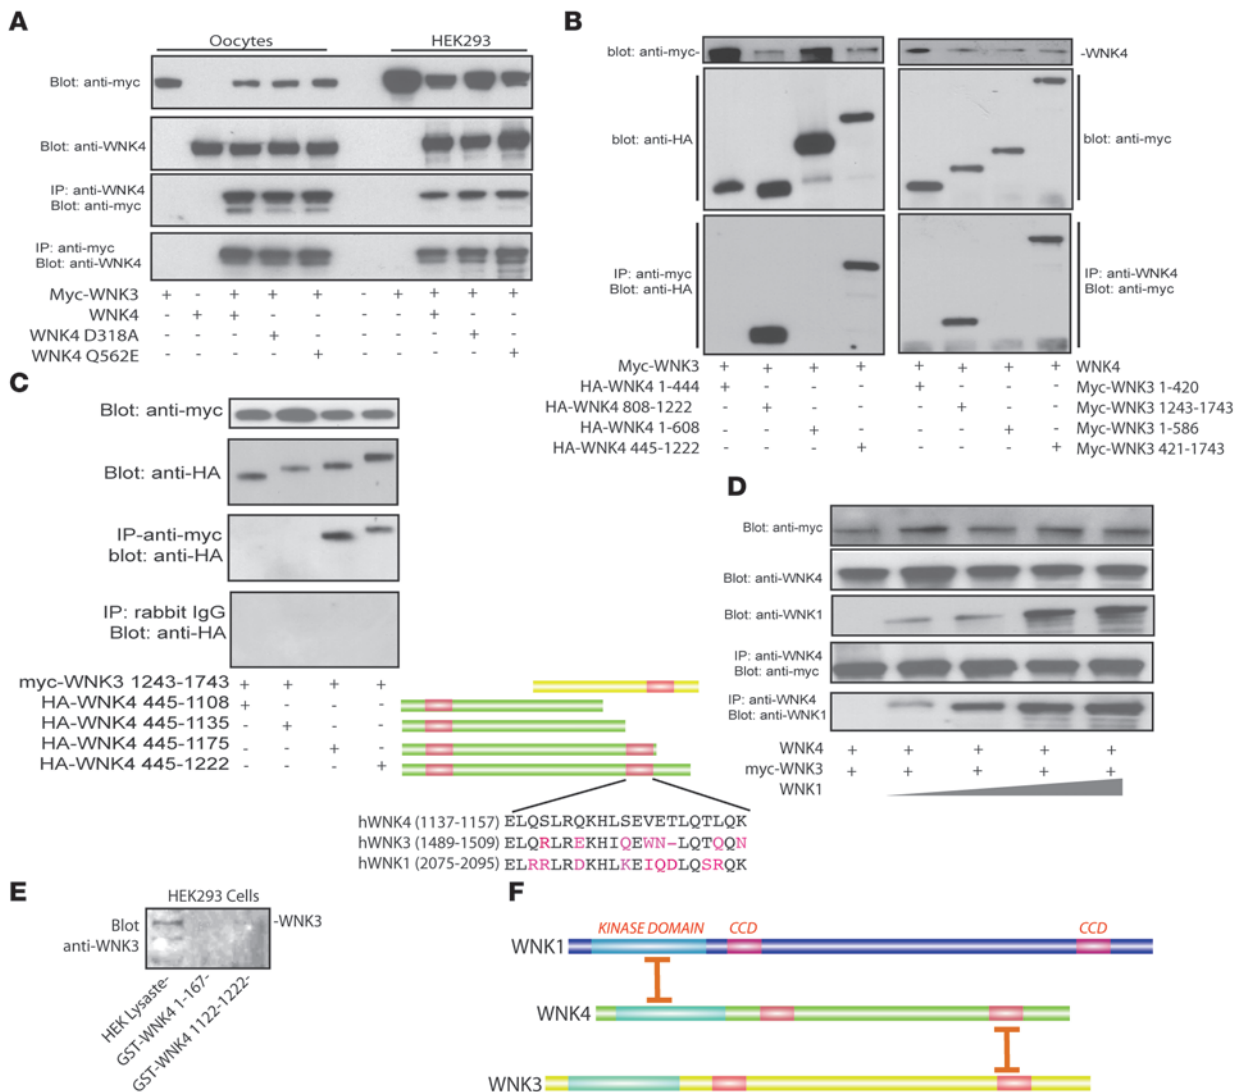 A
Oocytes HEK293
Blot: anti-myc
Blot: anti-WNK4
IP: anti-WNK4
Blot: anti-myc
IP: anti-myc
Blot: anti-WNK4
Myc-WNK3 + - + + + - + + + +
WNK4 - + + - - - - + - -
WNK4 D318A - - - + - - - - + -
WNK4 Q562E - - - - + - - - - +
B
blot: anti-myc- -WNK4
blot: anti-HA blot: anti-myc
IP: anti-myc
Blot: anti-HA
IP: anti-WNK4
Blot: anti-myc
Myc-WNK3 + + + + + + + + WNK4
HA-WNK4 1-444 + - - - + - - - Myc-WNK3 1-420
HA-WNK4 808-1222 - + - - - + - - Myc-WNK3 1243-1743
HA-WNK4 1-608 - - + - - - + - Myc-WNK3 1-586
HA-WNK4 445-1222 - - - + - - - + Myc-WNK3 421-1743
C
Blot: anti-myc
Blot: anti-HA
IP-anti-myc
blot: anti-HA
IP: rabbit IgG
Blot: anti-HA
myc-WNK3 1243-1743 + + + +
HA-WNK4 445-1108 + - - -
HA-WNK4 445-1135 - + - -
HA-WNK4 445-1175 - - + -
HA-WNK4 445-1222 - - - +
hWNK4 (1137-1157) ELQSLRQKHLSEVETLQTLQK
hWNK3 (1489-1509) ELQRLREKHIQEWN-LQTQQN
hWNK1 (2075-2095) ELRRLRDKHLKEIQDLQSRQK
D
Blot: anti-myc
Blot: anti-WNK4
Blot: anti-WNK1
IP: anti-WNK4
Blot: anti-myc
IP: anti-WNK4
Blot: anti-WNK1
WNK4 + + + + +
myc-WNK3 + + + + +
WNK1
E
HEK293 Cells
Blot
anti-WNK3
-WNK3
HEK Lysaste-
GST-WNK4 1-167-
GST-WNK4 1122-1222-
F
KINASE DOMAIN CCD CCD
WNK1
WNK4
WNK3